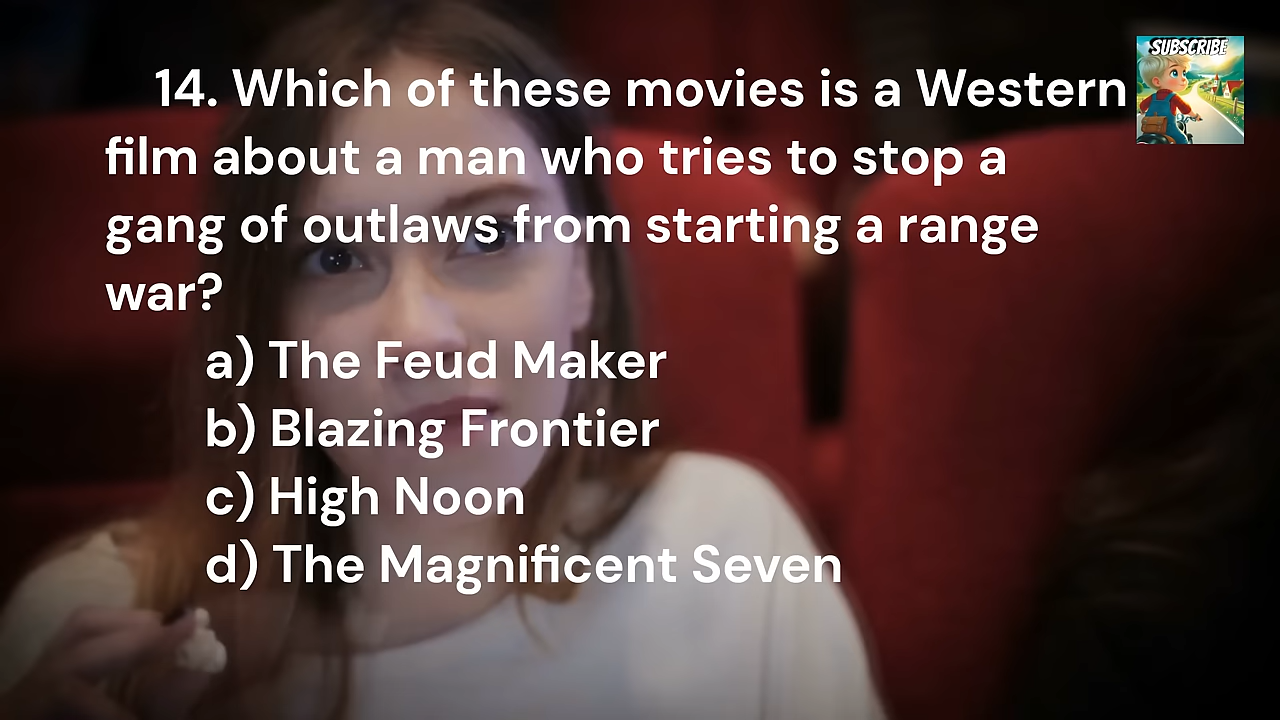 SUBSCRIBE
14. Which of these movies is a Western
film about a man who tries to stop a
gang of outlaws from starting a range
war?
a) The Feud Maker
b) Blazing Frontier
c) High Noon
d) The Magnificent Seven